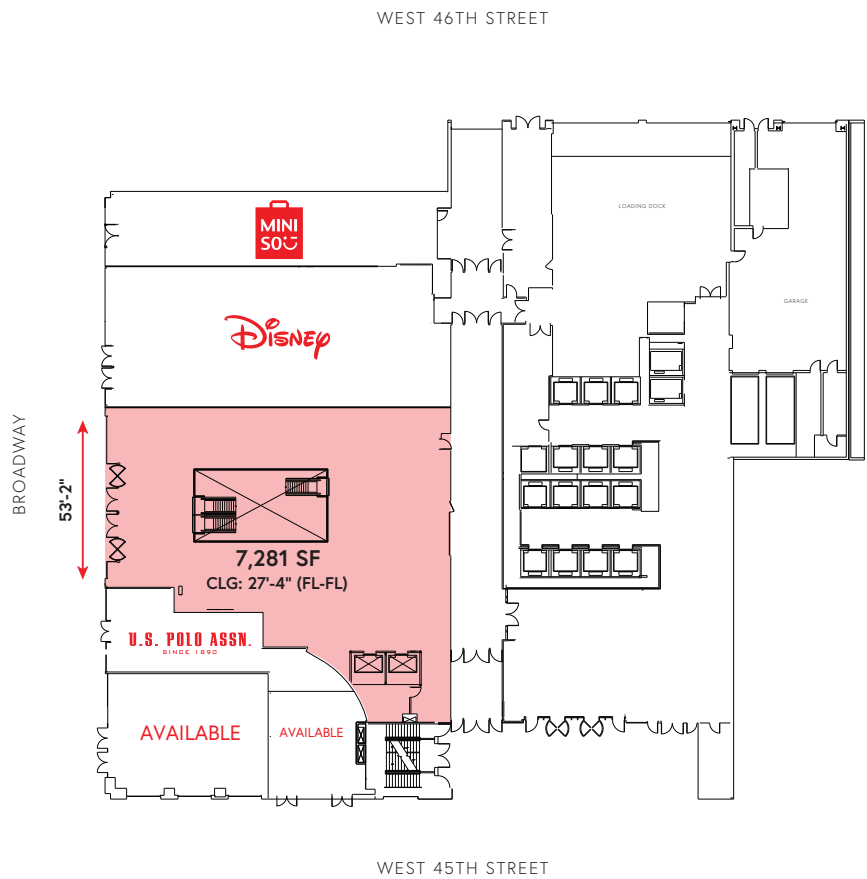 WEST 46TH STREET
MINI
SO
LOADING DOCK
GARAGE
Disney
BROADWAY
53'-2"
7,281 SF
CLG: 27'-4" (FL-FL)
U.S. POLO ASSN.
SINCE 1890
AVAILABLE
AVAILABLE
WEST 45TH STREET